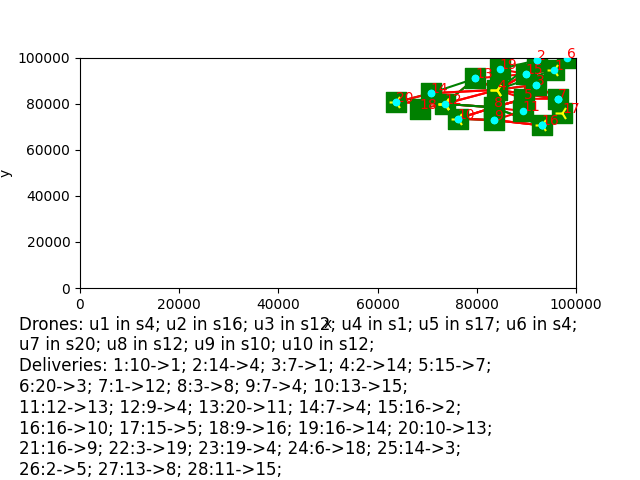 100000
80000
60000
40000
20000
0
y
0 20000 40000 60000 80000 100000
x
Drones: u1 in s4; u2 in s16; u3 in s12; u4 in s1; u5 in s17; u6 in s4;
u7 in s20; u8 in s12; u9 in s10; u10 in s12;
Deliveries: 1:10->1; 2:14->4; 3:7->1; 4:2->14; 5:15->7;
6:20->3; 7:1->12; 8:3->8; 9:7->4; 10:13->15;
11:12->13; 12:9->4; 13:20->11; 14:7->4; 15:16->2;
16:16->10; 17:15->5; 18:9->16; 19:16->14; 20:10->13;
21:16->9; 22:3->19; 23:19->4; 24:6->18; 25:14->3;
26:2->5; 27:13->8; 28:11->15;
2
6